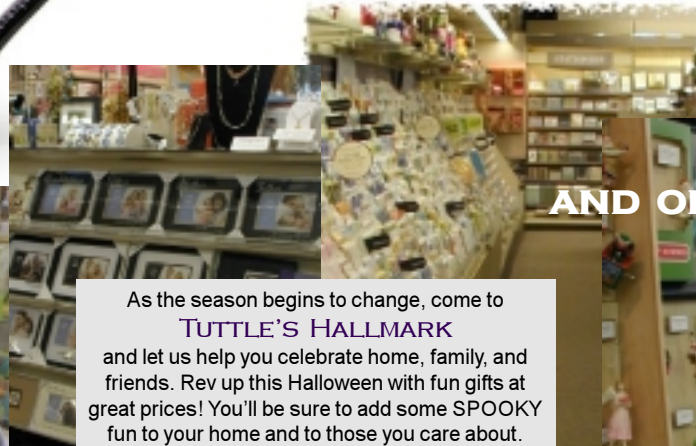 AND
As the season begins to change, come to
TUTTLE'S HALLMARK
and let us help you celebrate home, family, and
friends. Rev up this Halloween with fun gifts at
great prices! You'll be sure to add some SPOOKY
fun to your home and to those you care about.